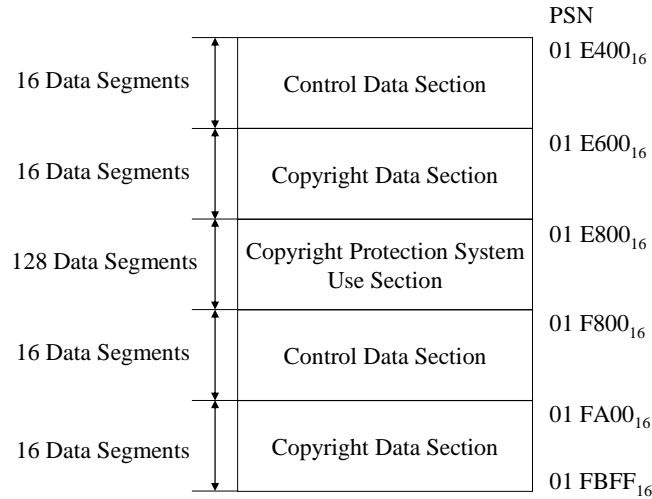 PSN
01 E400₁₆
16 Data Segments
Control Data Section
01 E600₁₆
16 Data Segments
Copyright Data Section
01 E800₁₆
128 Data Segments
Copyright Protection System
Use Section
01 F800₁₆
16 Data Segments
Control Data Section
01 FA00₁₆
16 Data Segments
Copyright Data Section
01 FBFF₁₆